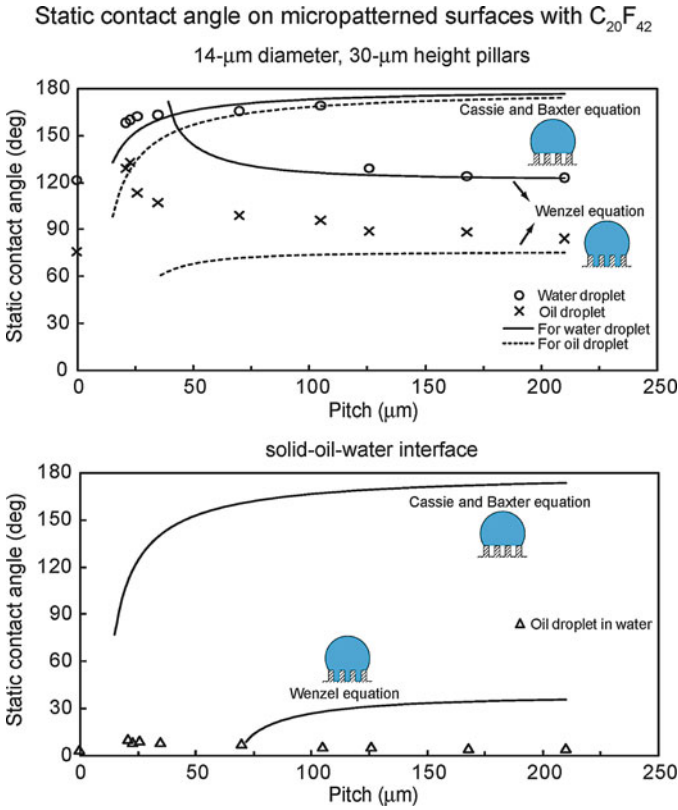 Static contact angle on micropatterned surfaces with C₂₀F₄₂
14-μm diameter, 30-μm height pillars
Static contact angle (deg)
180
150
120
90
60
30
0
Cassie and Baxter equation
Wenzel equation
Water droplet
Oil droplet
For water droplet
For oil droplet
0 50 100 150 200 250
Pitch (μm)
solid-oil-water interface
Static contact angle (deg)
180
150
120
90
60
30
0
Cassie and Baxter equation
Oil droplet in water
Wenzel equation
0 50 100 150 200 250
Pitch (μm)